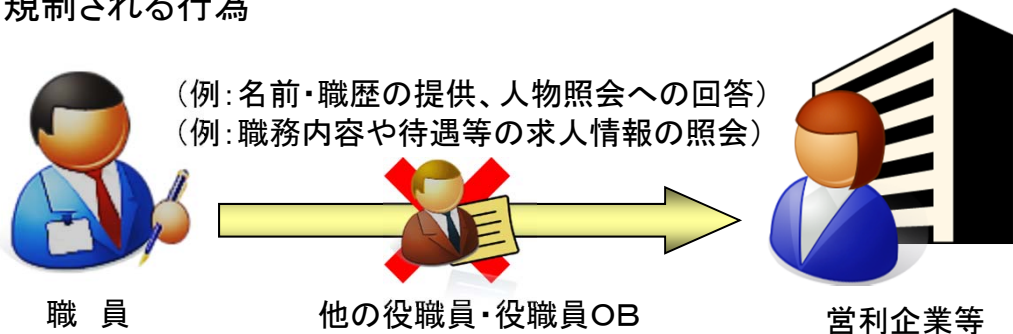 規制される行為
（例：名前・職歴の提供、人物照会への回答）
（例：職務内容や待遇等の求人情報の照会）
職　員
他の役職員・役職員ＯＢ
営利企業等